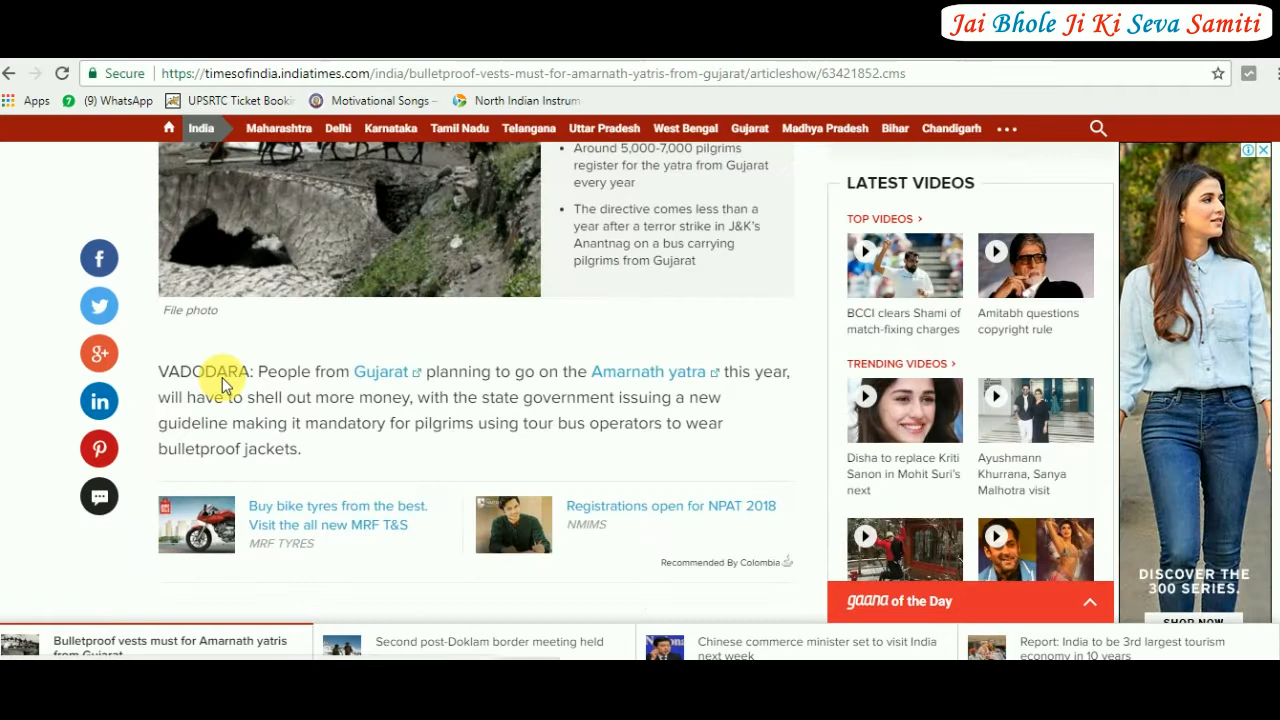 Jai Bhole Ji Ki Seva Samiti
Secure
https://timesofindia.indiatimes.com/india/bulletproof-vests-must-for-amarnath-yatris-from-gujarat/articleshow/63421852.cms
Apps
(9) WhatsApp
UPSRTC Ticket Bookin
Motivational Songs –
North Indian Instrum
India
Maharashtra
Delhi
Karnataka
Tamil Nadu
Telangana
Uttar Pradesh
West Bengal
Gujarat
Madhya Pradesh
Bihar
Chandigarh
Around 5,000-7,000 pilgrims
register for the yatra from Gujarat
every year
The directive comes less than a
year after a terror strike in J&K's
Anantnag on a bus carrying
pilgrims from Gujarat
File photo
VADODARA: People from Gujarat planning to go on the Amarnath yatra this year,
will have to shell out more money, with the state government issuing a new
guideline making it mandatory for pilgrims using tour bus operators to wear
bulletproof jackets.
Buy bike tyres from the best.
Visit the all new MRF T&S
MRF TYRES
Registrations open for NPAT 2018
NMIMS
Recommended By Colombia
LATEST VIDEOS
TOP VIDEOS
BCCI clears Shami of
match-fixing charges
Amitabh questions
copyright rule
TRENDING VIDEOS
Disha to replace Kriti
Sanon in Mohit Suri's
next
Ayushmann
Khurrana, Sanya
Malhotra visit
gaana of the Day
DISCOVER THE
300 SERIES.
SHOP NOW
Bulletproof vests must for Amarnath yatris
from Gujarat
Second post-Doklam border meeting held
Chinese commerce minister set to visit India
next week
Report: India to be 3rd largest tourism
economy in 10 years